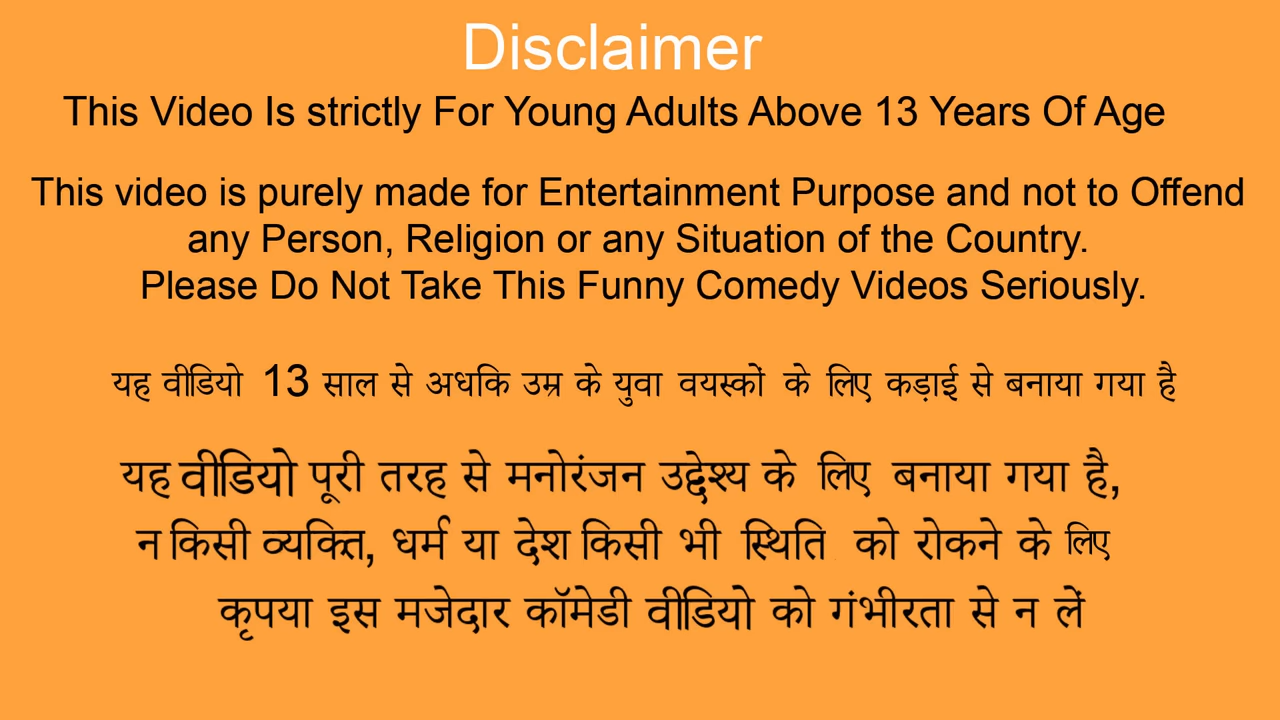 Disclaimer
This Video Is strictly For Young Adults Above 13 Years Of Age
This video is purely made for Entertainment Purpose and not to Offend
any Person, Religion or any Situation of the Country.
Please Do Not Take This Funny Comedy Videos Seriously.
यह वीडियो 13 साल से अधकि उम्र के युवा वयस्कों के लिए कड़ाई से बनाया गया है
यह वीडियो पूरी तरह से मनोरंजन उद्देश्य के लिए बनाया गया है,
न किसी व्यक्ति, धर्म या देश किसी भी स्थिति को रोकने के लिए
कृपया इस मजेदार कॉमेडी वीडियो को गंभीरता से न लें